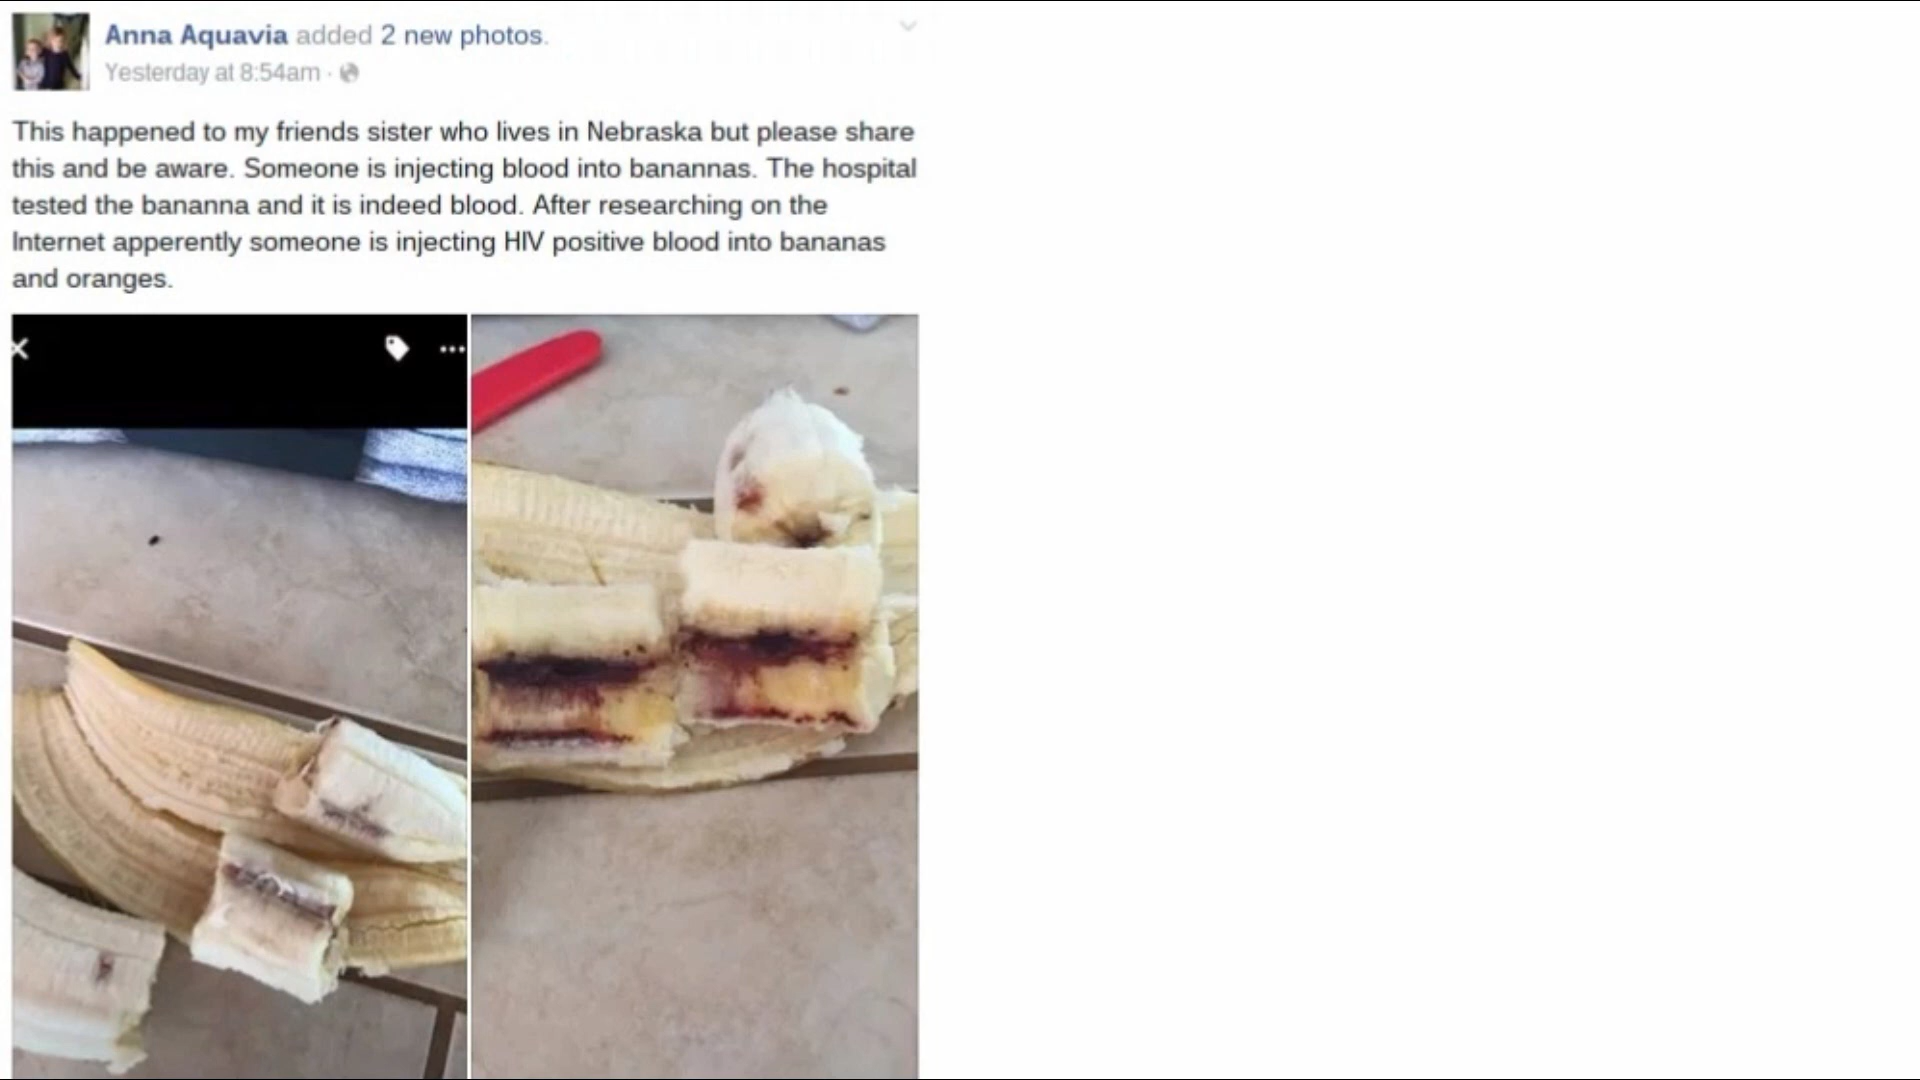 Anna Aquavia added 2 new photos.
Yesterday at 8:54am ·
This happened to my friends sister who lives in Nebraska but please share
this and be aware. Someone is injecting blood into banannas. The hospital
tested the bananna and it is indeed blood. After researching on the
Internet apperently someone is injecting HIV positive blood into bananas
and oranges.